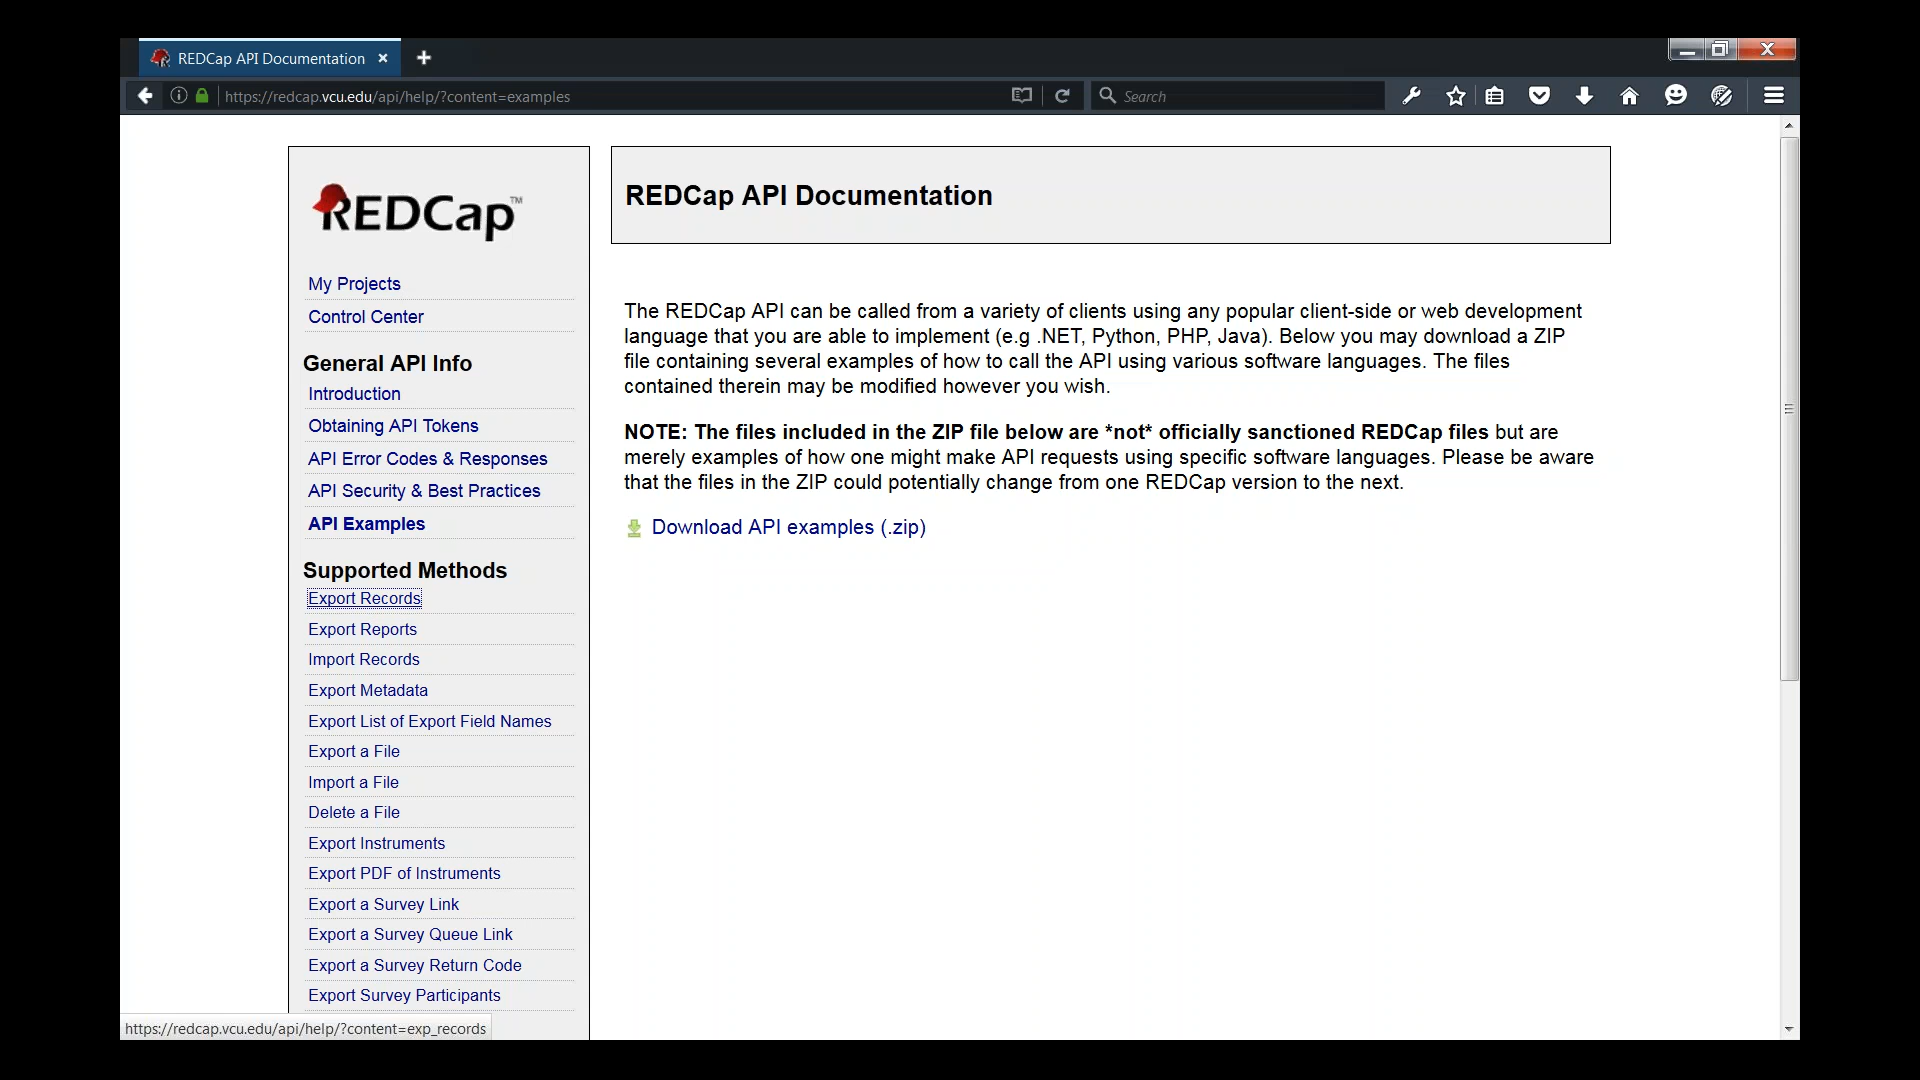 REDCap API Documentation
https://redcap.vcu.edu/api/help/?content=examples
Search
REDCap™
My Projects
Control Center
General API Info
Introduction
Obtaining API Tokens
API Error Codes & Responses
API Security & Best Practices
API Examples
Supported Methods
Export Records
Export Reports
Import Records
Export Metadata
Export List of Export Field Names
Export a File
Import a File
Delete a File
Export Instruments
Export PDF of Instruments
Export a Survey Link
Export a Survey Queue Link
Export a Survey Return Code
Export Survey Participants
REDCap API Documentation
The REDCap API can be called from a variety of clients using any popular client-side or web development
language that you are able to implement (e.g .NET, Python, PHP, Java). Below you may download a ZIP
file containing several examples of how to call the API using various software languages. The files
contained therein may be modified however you wish.
NOTE: The files included in the ZIP file below are *not* officially sanctioned REDCap files but are
merely examples of how one might make API requests using specific software languages. Please be aware
that the files in the ZIP could potentially change from one REDCap version to the next.
Download API examples (.zip)
https://redcap.vcu.edu/api/help/?content=exp_records